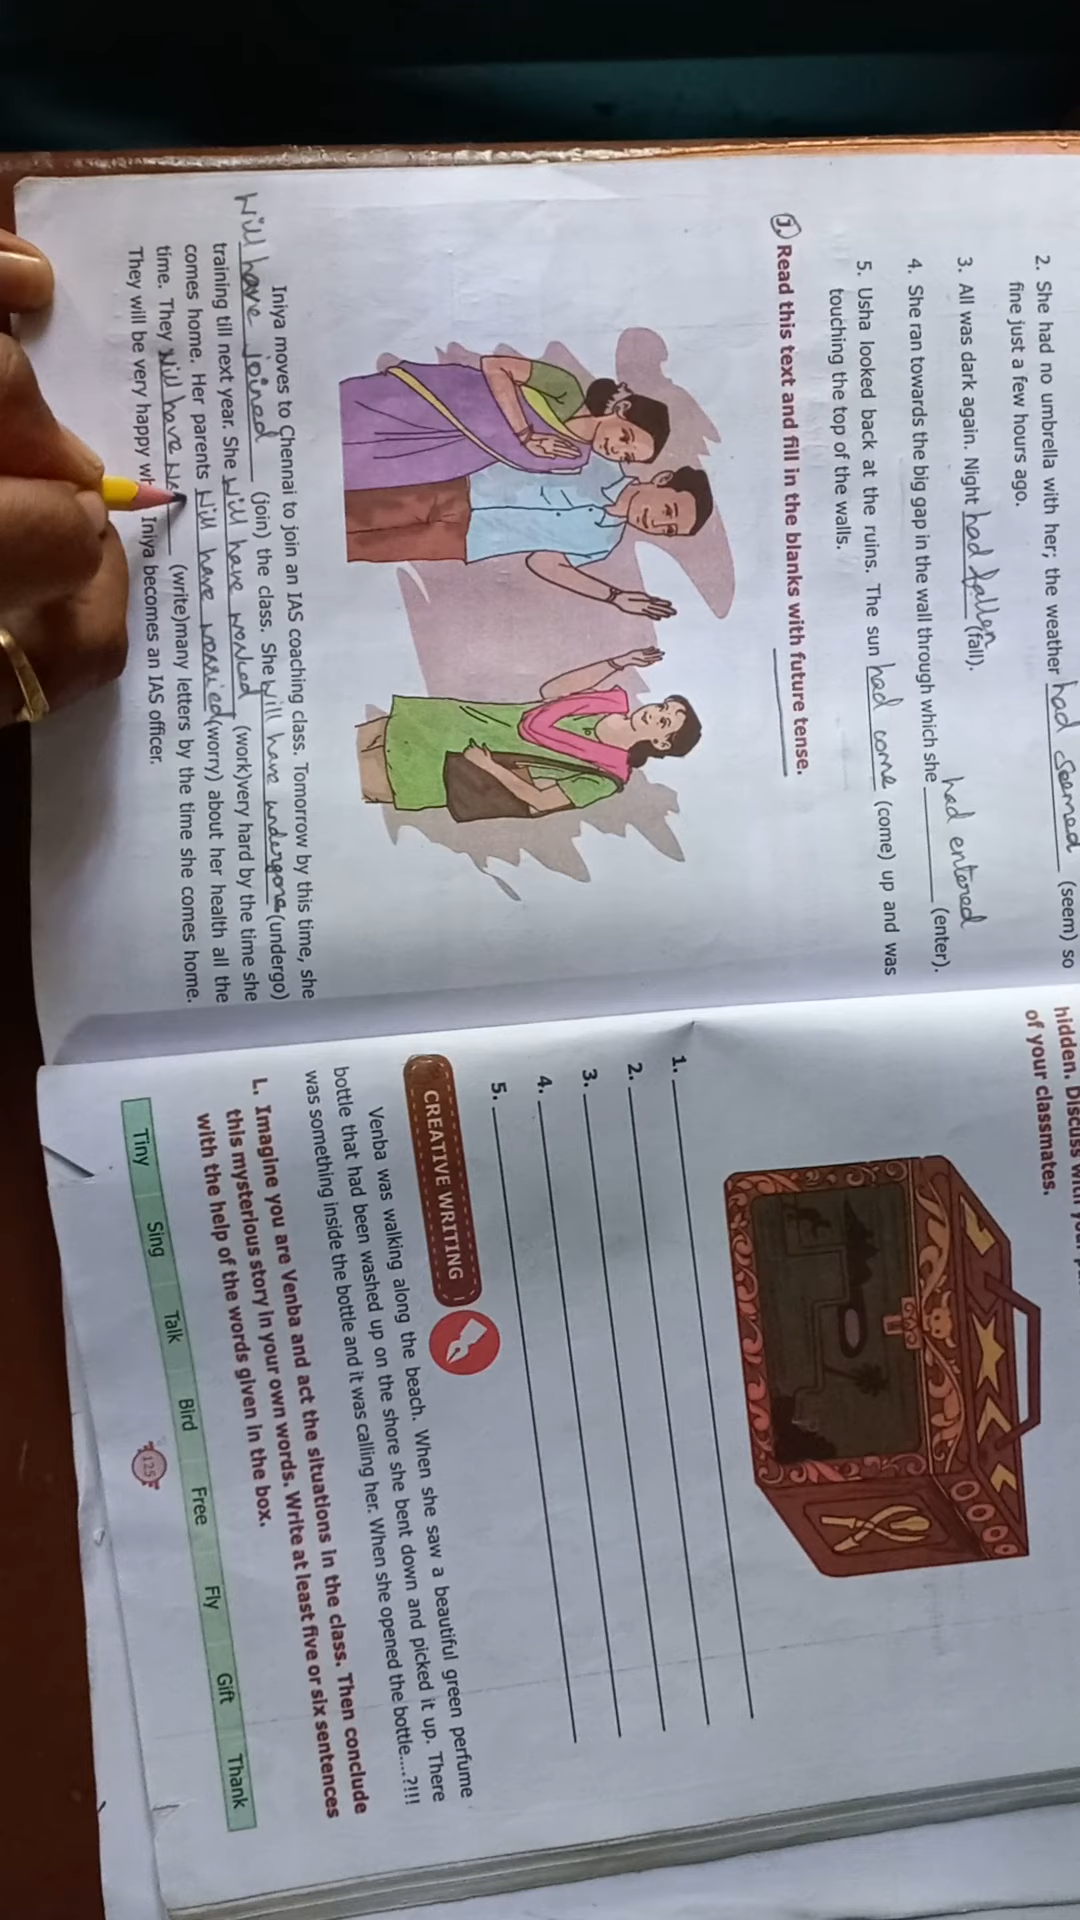 2. She had no umbrella with her; the weather had seemed (seem) so
fine just a few hours ago.
3. All was dark again. Night had fallen (fall).
4. She ran towards the big gap in the wall through which she had entered (enter).
5. Usha looked back at the ruins. The sun had come (come) up and was
touching the top of the walls.
J. Read this text and fill in the blanks with future tense.
Iniya moves to Chennai to join an IAS coaching class. Tomorrow by this time, she
Will have joined (join) the class. She will have undergone (undergo)
training till next year. She will have worked (work)very hard by the time she
comes home. Her parents will have worried (worry) about her health all the
time. They will have (write)many letters by the time she comes home.
They will be very happy Iniya becomes an IAS officer.
hidden. Discuss with
of your classmates.
1.
2.
3.
4.
5.
CREATIVE WRITING
Venba was walking along the beach. When she saw a beautiful green perfume
bottle that had been washed up on the shore she bent down and picked it up. There
was something inside the bottle and it was calling her. When she opened the bottle....?!!!
L. Imagine you are Venba and act the situations in the class. Then conclude
this mysterious story in your own words. Write at least five or six sentences
with the help of the words given in the box.
Tiny Sing Talk Bird Free Fly Gift Thank
125